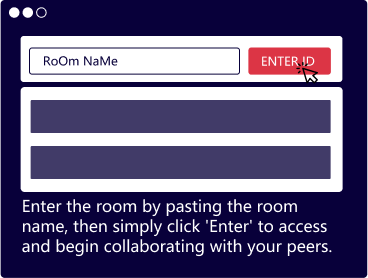 RoOm NaMe
ENTER ID
Enter the room by pasting the room
name, then simply click 'Enter' to access
and begin collaborating with your peers.